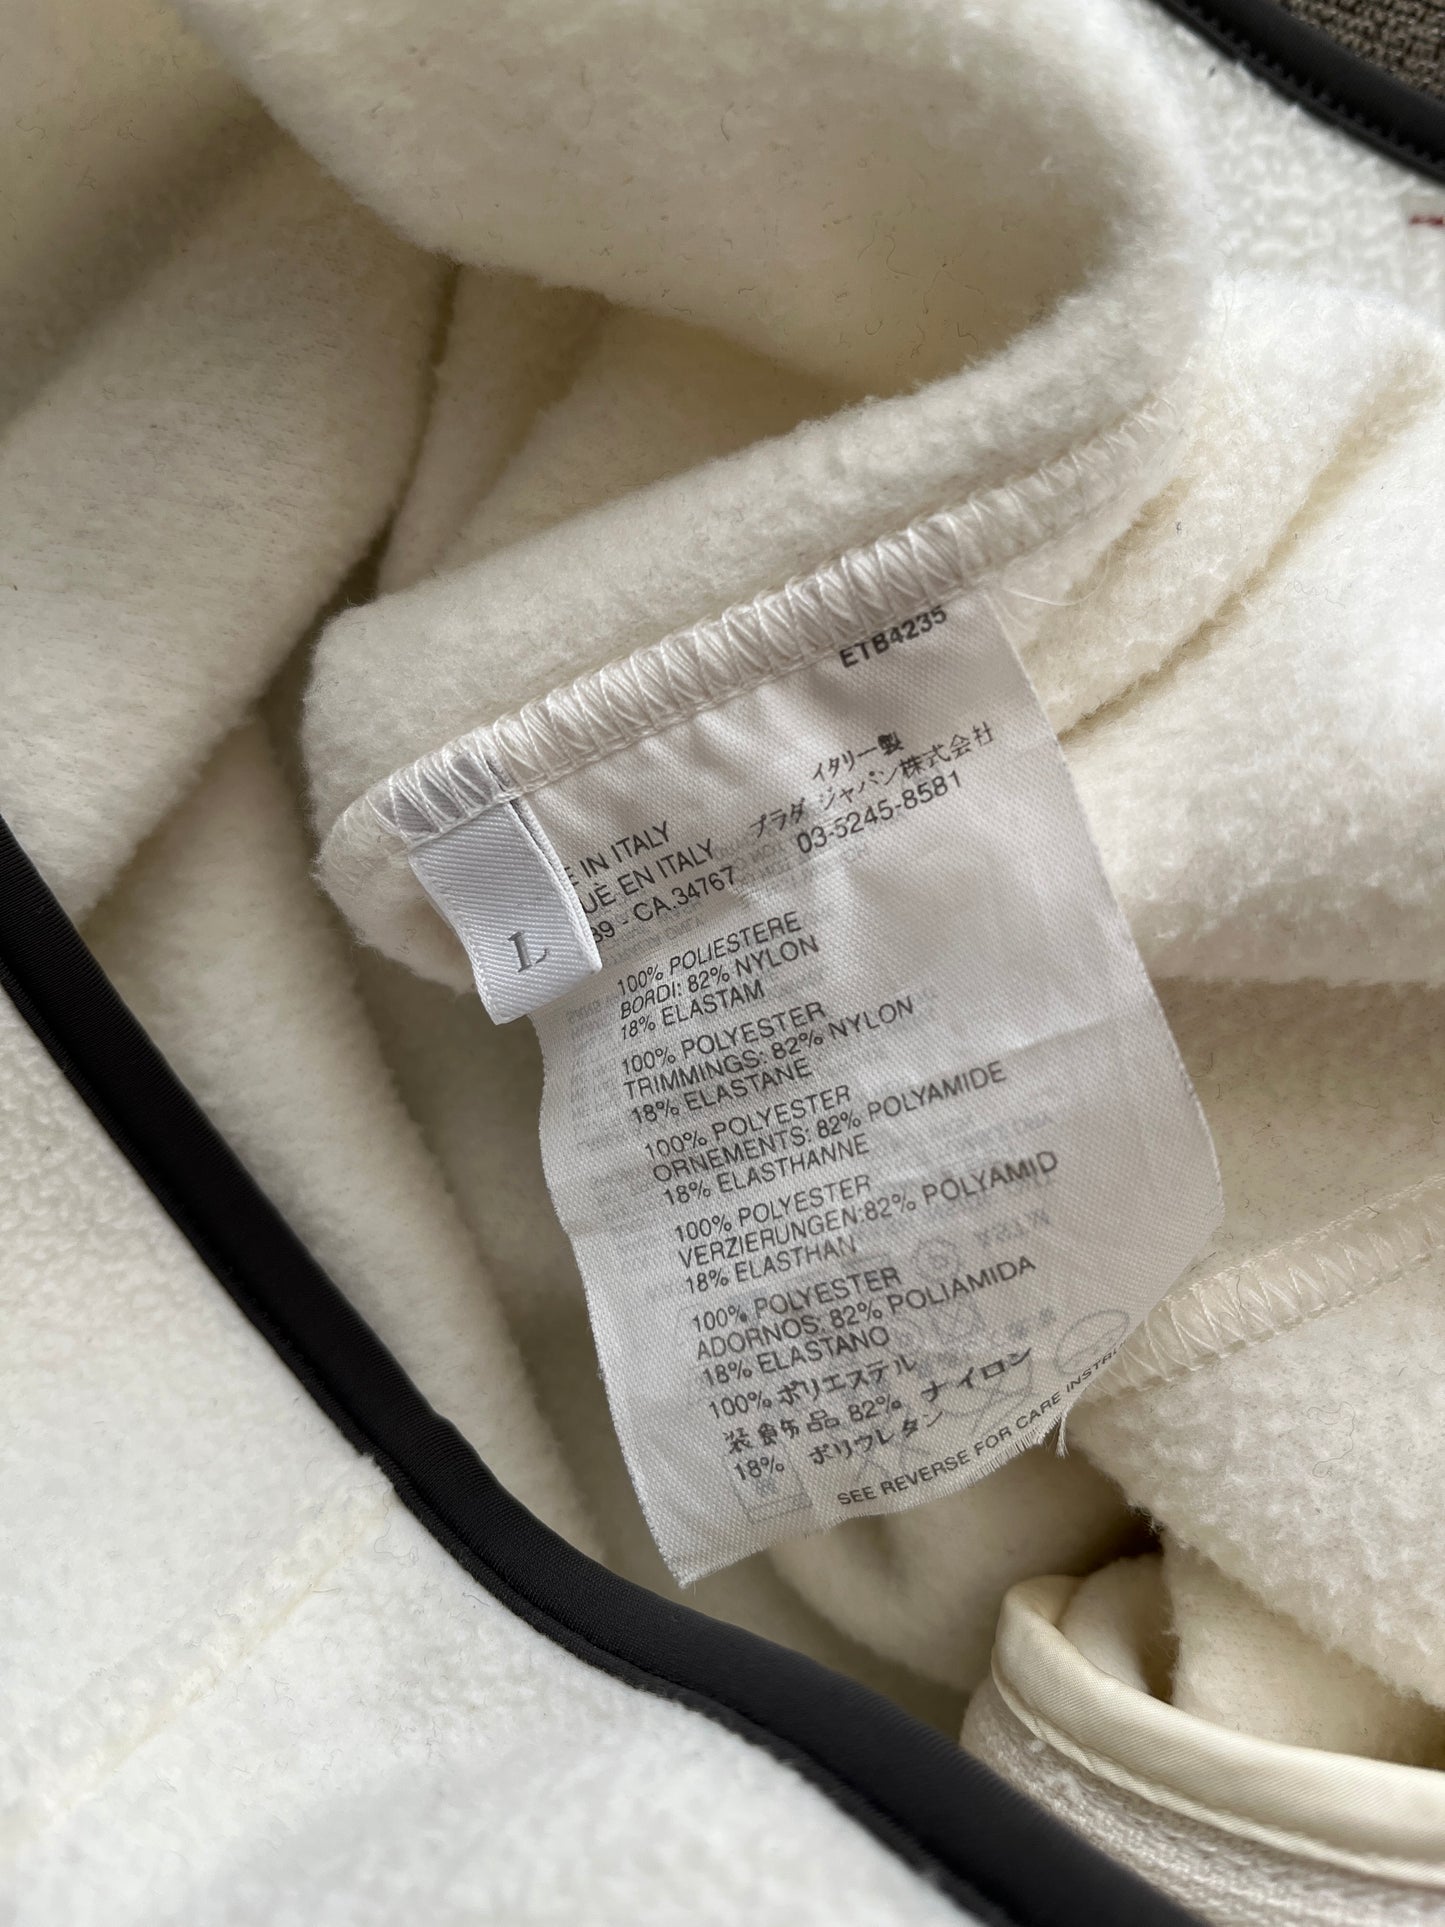 ETB4235
イタリー製
プラダ ジャパン株式会社
03-5245-8581
IN ITALY
UÈ EN ITALY
39 - CA.34767
L
100% POLIESTERE
BORDI: 82% NYLON
18% ELASTAM
100% POLYESTER
TRIMMINGS: 82% NYLON
18% ELASTANE
100% POLYESTER
ORNEMENTS: 82% POLYAMIDE
18% ELASTHANNE
100% POLYESTER
VERZIERUNGEN:82% POLYAMID
18% ELASTHAN
100% POLYESTER
ADORNOS: 82% POLIAMIDA
18% ELASTANO
100% ポリエステル
装飾品 82% ナイロン
18% ポリウレタン
SEE REVERSE FOR CARE